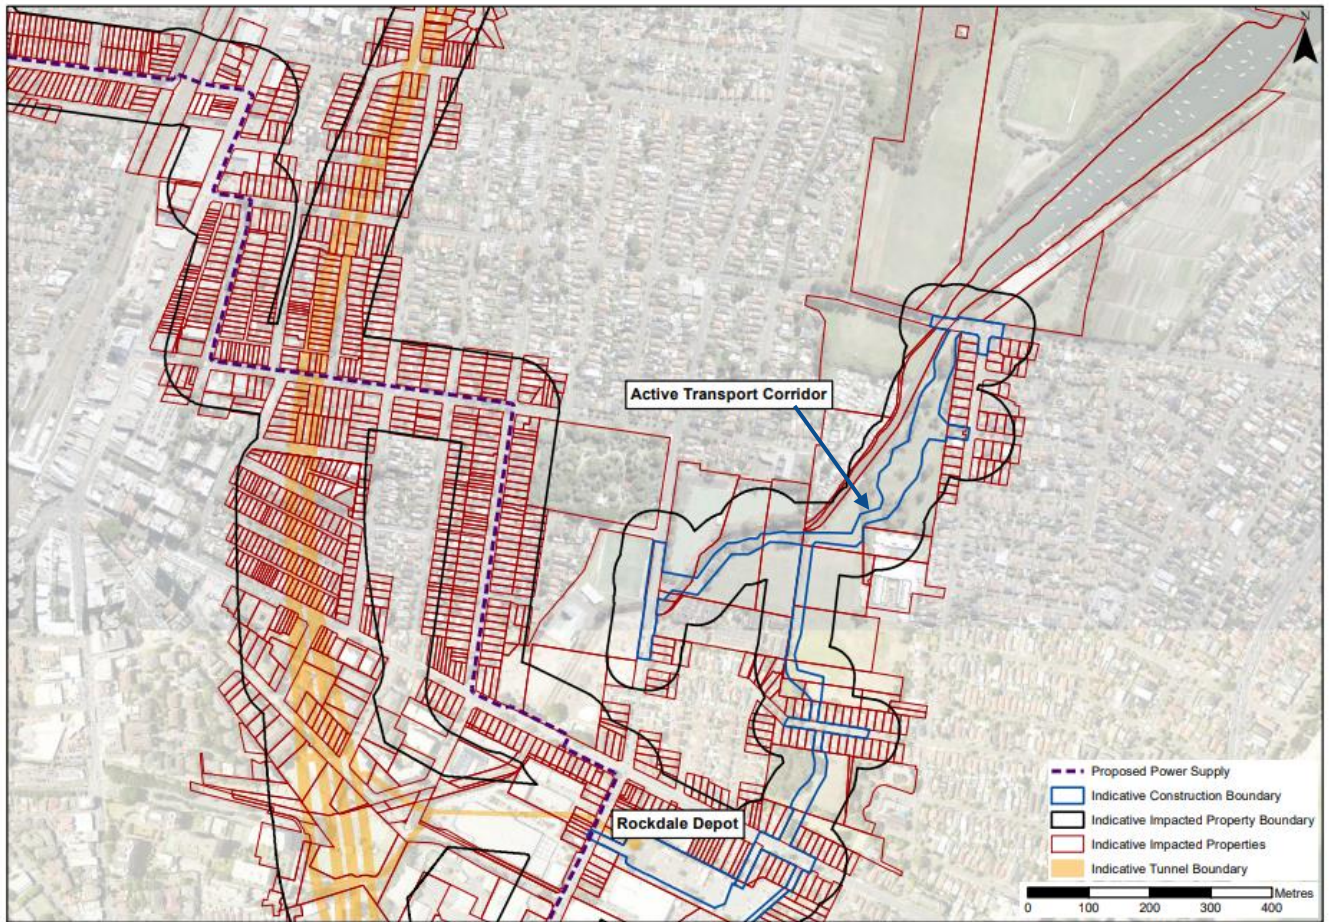 N
Active Transport Corridor
Rockdale Depot
Proposed Power Supply
Indicative Construction Boundary
Indicative Impacted Property Boundary
Indicative Impacted Properties
Indicative Tunnel Boundary
Metres
0 100 200 300 400